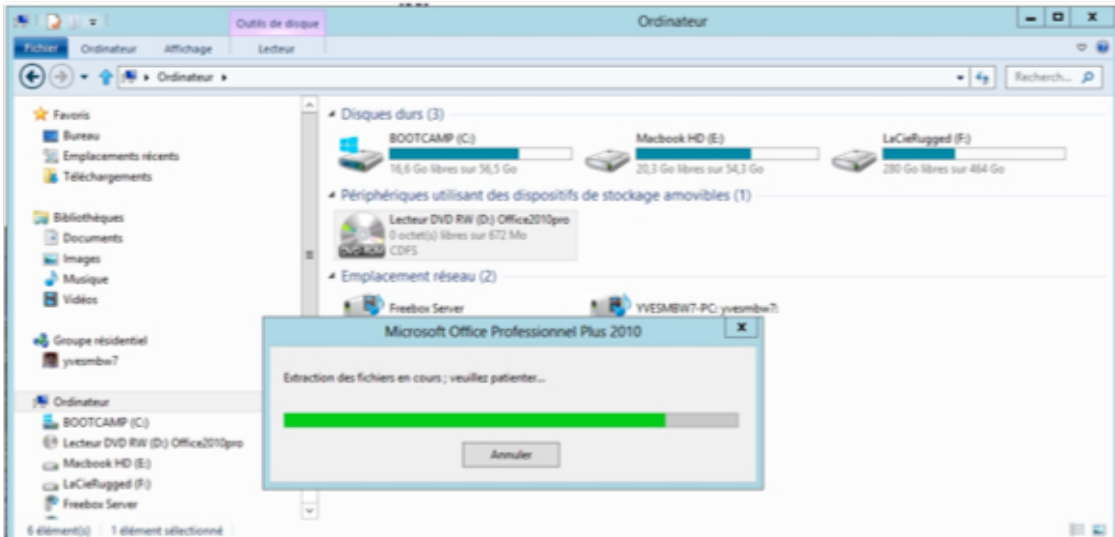 Outils de disque
Ordinateur
Fichier Ordinateur Affichage Lecteur
Ordinateur
Recherch...
Favoris
Bureau
Emplacements récents
Téléchargements
Bibliothèques
Documents
Images
Musique
Vidéos
Groupe résidentiel
yvesmbw7
Ordinateur
BOOTCAMP (C:)
Lecteur DVD RW (D:) Office2010pro
Macbook HD (E:)
LaCieRugged (F:)
Freebox Server
Disques durs (3)
BOOTCAMP (C:)
16,6 Go libres sur 56,5 Go
Macbook HD (E:)
20,3 Go libres sur 54,3 Go
LaCieRugged (F:)
280 Go libres sur 464 Go
Périphériques utilisant des dispositifs de stockage amovibles (1)
Lecteur DVD RW (D:) Office2010pro
0 octet(s) libres sur 672 Mo
CDFS
DVD-ROM
Emplacement réseau (2)
Freebox Server
YVESMBW7-PC: yvesmbw7:
Microsoft Office Professionnel Plus 2010
Extraction des fichiers en cours ; veuillez patienter...
Annuler
6 élément(s) 1 élément sélectionné